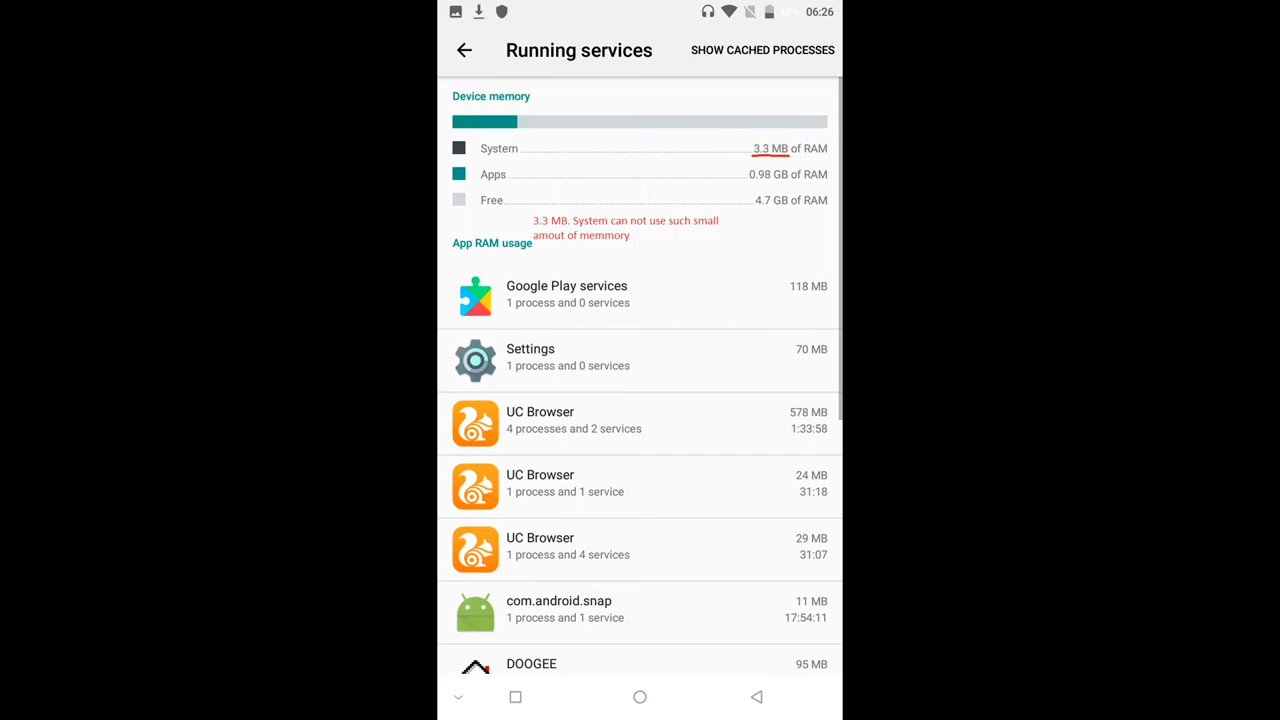 06:26
Running services
SHOW CACHED PROCESSES
Device memory
System 3.3 MB of RAM
Apps 0.98 GB of RAM
Free 4.7 GB of RAM
3.3 MB. System can not use such small
amout of memmory
App RAM usage
Google Play services 118 MB
1 process and 0 services
Settings 70 MB
1 process and 0 services
UC Browser 578 MB
4 processes and 2 services 1:33:58
UC Browser 24 MB
1 process and 1 service 31:18
UC Browser 29 MB
1 process and 4 services 31:07
com.android.snap 11 MB
1 process and 1 service 17:54:11
DOOGEE 95 MB